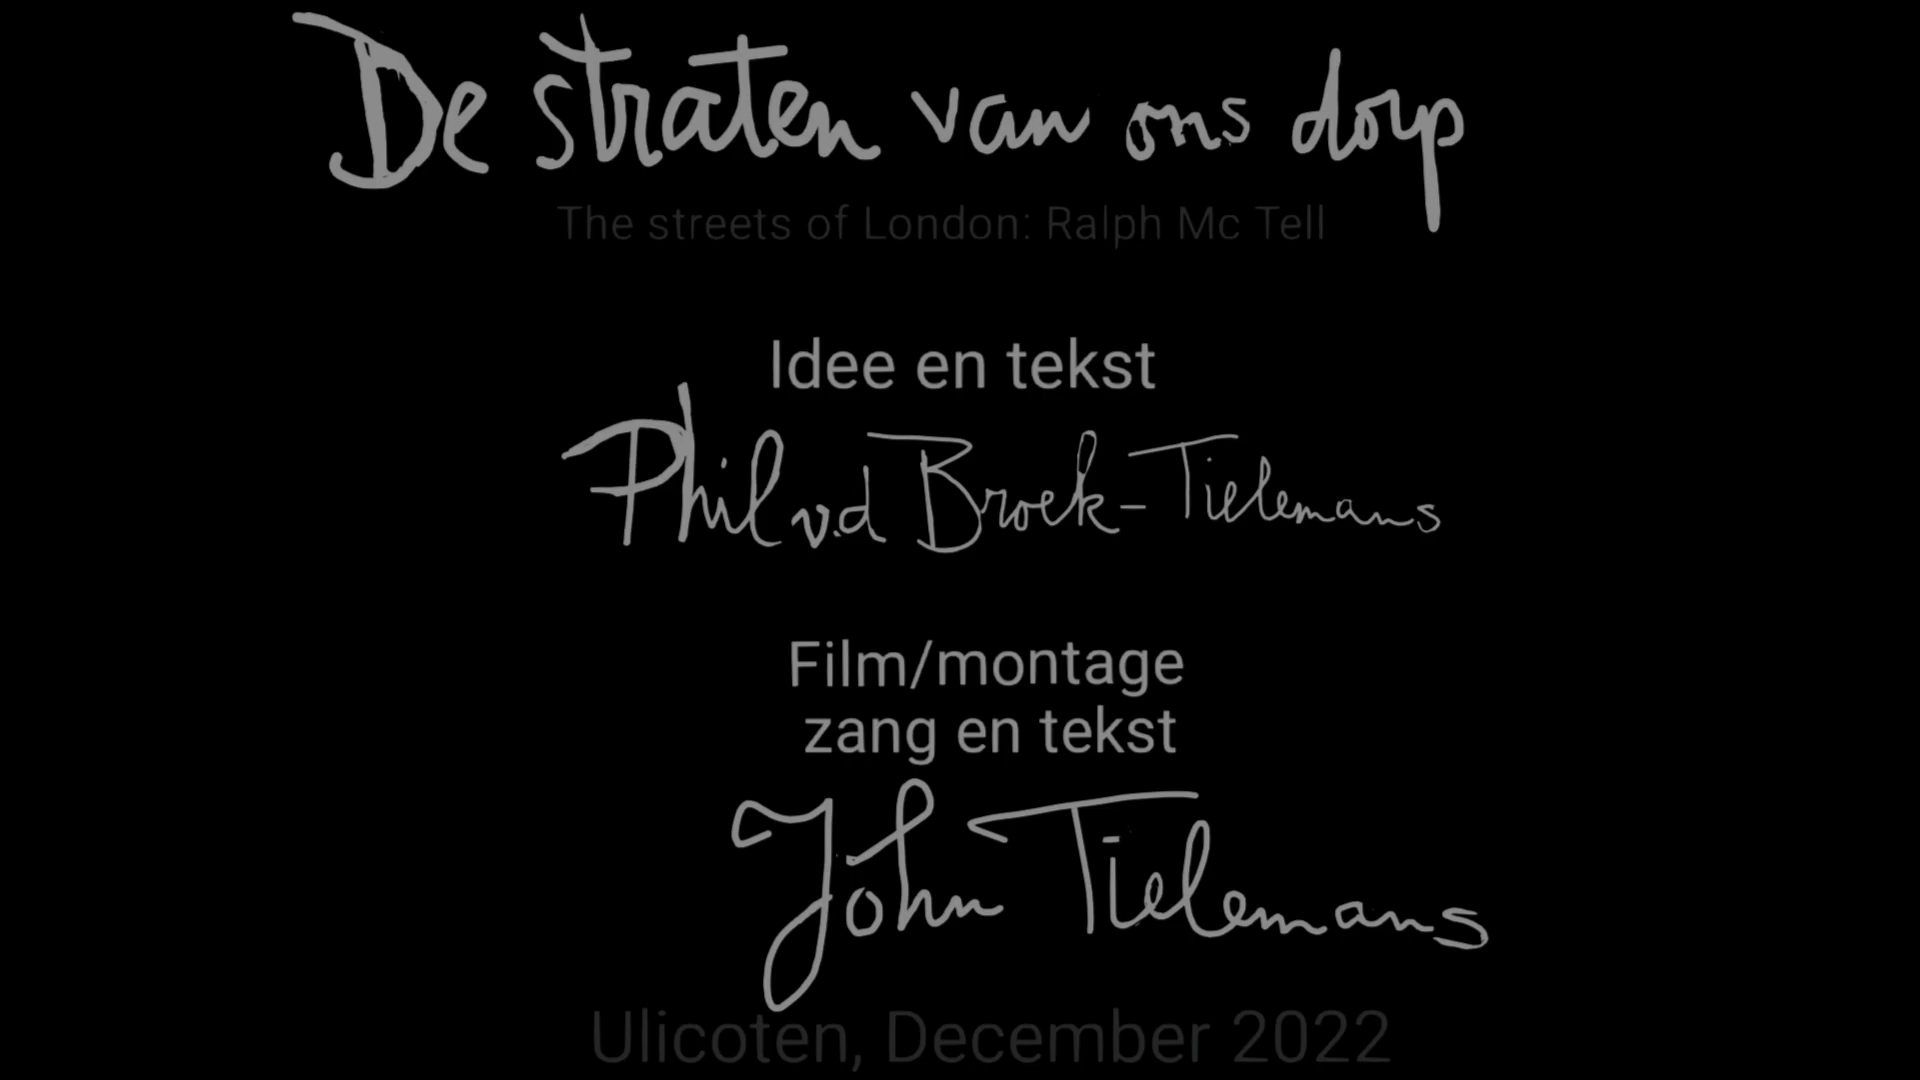 De straten van ons dorp
The streets of London: Ralph Mc Tell
Idee en tekst
Phil v.d Broek-Tielemans
Film/montage
zang en tekst
John Tielemans
Ulicoten, December 2022